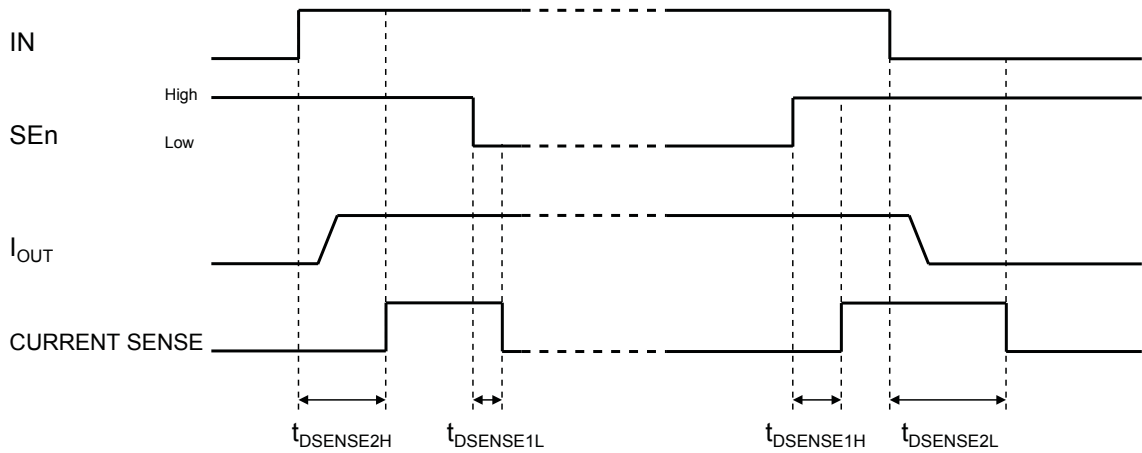 IN
High
SEn
Low
IOUT
CURRENT SENSE
tDSENSE2H tDSENSE1L tDSENSE1H tDSENSE2L